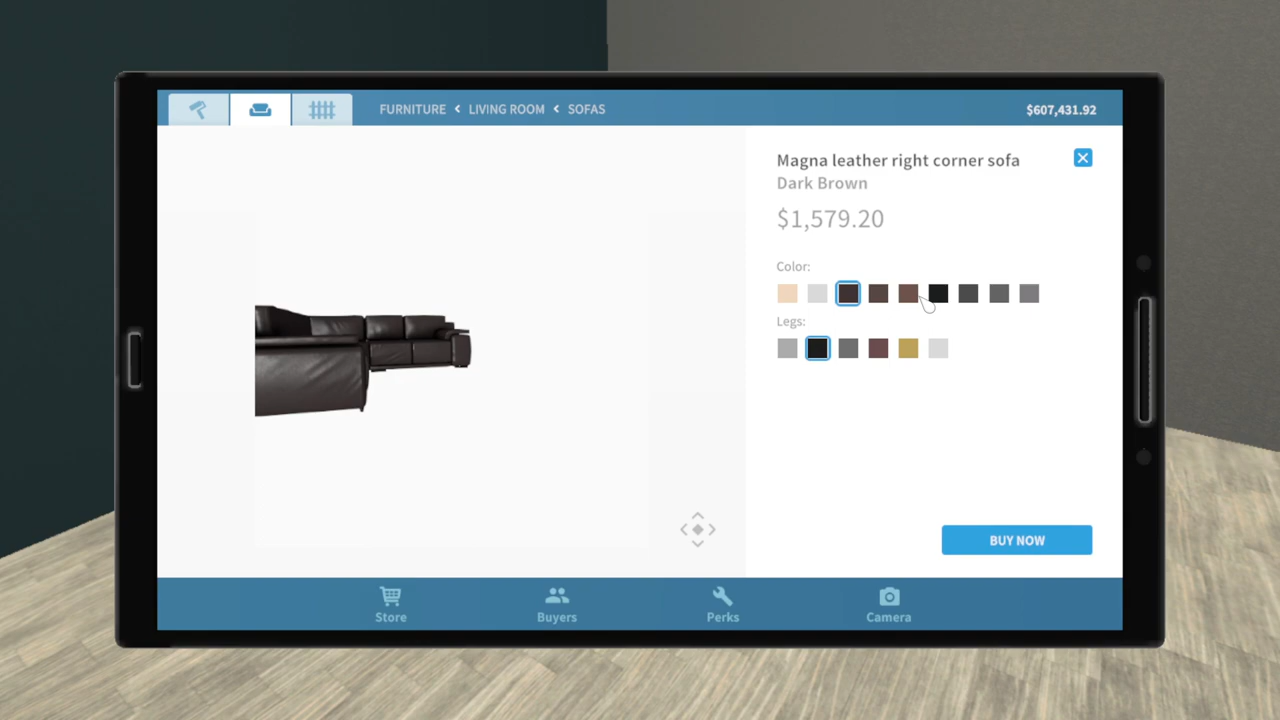 FURNITURE < LIVING ROOM < SOFAS
$607,431.92
Magna leather right corner sofa
Dark Brown
$1,579.20
Color:
Legs:
BUY NOW
Store
Buyers
Perks
Camera